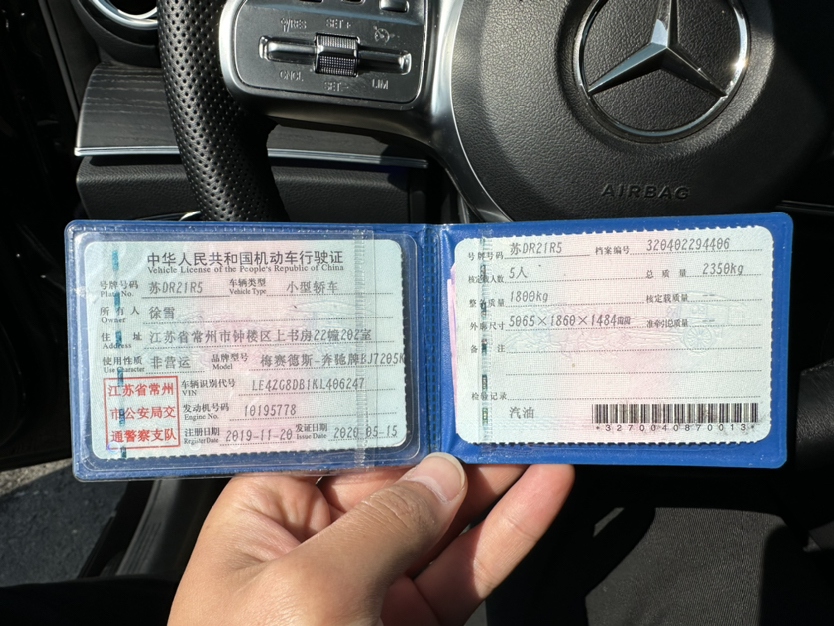 RES
SET+
CNCL
SET-
LIM
AIRBAG
中华人民共和国机动车行驶证
Vehicle License of the People's Republic of China
号牌号码 苏DR21R5 车辆类型 小型轿车
Plate No. Vehicle Type
所有人 徐雪
Owner
住址 江苏省常州市钟楼区上书房22幢202室
Address
使用性质 非营运 品牌型号 梅赛德斯-奔驰牌BJ7205K
Use Character Model
江苏省常州
市公安局交
通警察支队
车辆识别代号 LE4ZG8DB1KL406247
VIN
发动机号码 10195778
Engine No.
注册日期 2019-11-20 发证日期 2020-05-15
Register Date Issue Date
号牌号码 苏DR21R5 档案编号 320402294406
核定载人数 5人 总质量 2350kg
整备质量 1800kg 核定载质量
外廓尺寸 5065×1860×1484mm 准牵引总质量
备注
检验记录
汽油
*3270040870013*